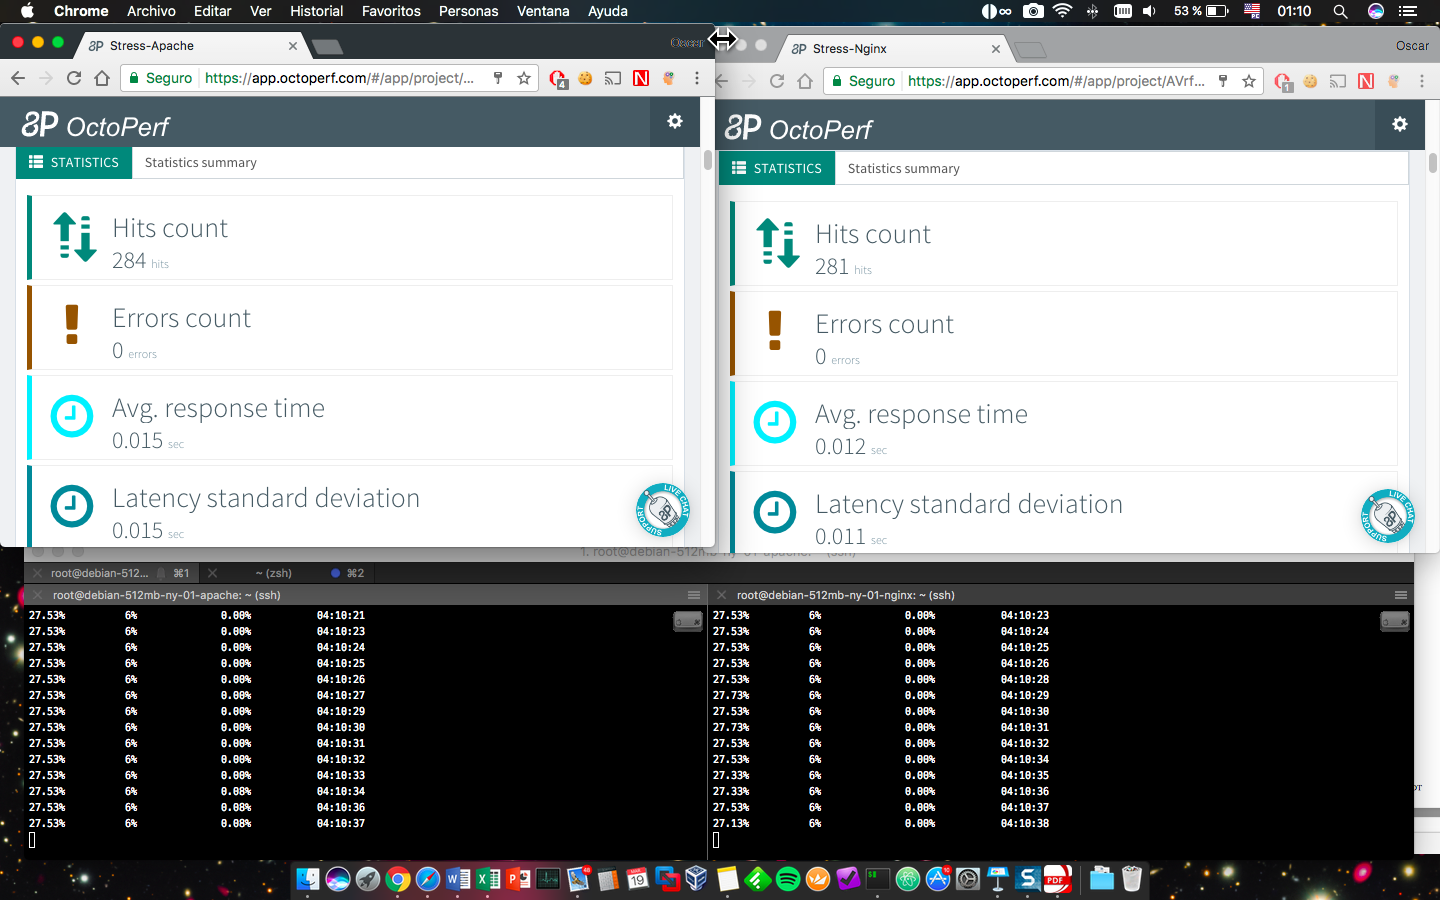 Chrome Archivo Editar Ver Historial Favoritos Personas Ventana Ayuda 53 % 01:10
Stress-Apache
Seguro https://app.octoperf.com/#/app/project/... 4
OctoPerf
STATISTICS Statistics summary
Hits count
284 hits
Errors count
0 errors
Avg. response time
0.015 sec
Latency standard deviation
0.015 sec
LIVE CHAT
SUPPORT
Stress-Nginx Oscar
Seguro https://app.octoperf.com/#/app/project/AVrf... 1
OctoPerf
STATISTICS Statistics summary
Hits count
281 hits
Errors count
0 errors
Avg. response time
0.012 sec
Latency standard deviation
0.011 sec
LIVE CHAT
SUPPORT
root@debian-512... ⌘1 ~ (zsh) ⌘2
root@debian-512mb-ny-01-apache: ~ (ssh)
27.53% 6% 0.00% 04:10:21
27.53% 6% 0.00% 04:10:23
27.53% 6% 0.00% 04:10:24
27.53% 6% 0.00% 04:10:25
27.53% 6% 0.00% 04:10:26
27.53% 6% 0.00% 04:10:27
27.53% 6% 0.00% 04:10:29
27.53% 6% 0.00% 04:10:30
27.53% 6% 0.00% 04:10:31
27.53% 6% 0.00% 04:10:32
27.53% 6% 0.00% 04:10:33
27.53% 6% 0.08% 04:10:34
27.53% 6% 0.08% 04:10:36
27.53% 6% 0.08% 04:10:37
root@debian-512mb-ny-01-nginx: ~ (ssh)
27.53% 6% 0.00% 04:10:23
27.53% 6% 0.00% 04:10:24
27.53% 6% 0.00% 04:10:25
27.53% 6% 0.00% 04:10:26
27.53% 6% 0.00% 04:10:28
27.73% 6% 0.00% 04:10:29
27.53% 6% 0.00% 04:10:30
27.73% 6% 0.00% 04:10:31
27.53% 6% 0.00% 04:10:32
27.53% 6% 0.00% 04:10:34
27.33% 6% 0.00% 04:10:35
27.33% 6% 0.00% 04:10:36
27.53% 6% 0.00% 04:10:37
27.13% 6% 0.00% 04:10:38
19
PDF